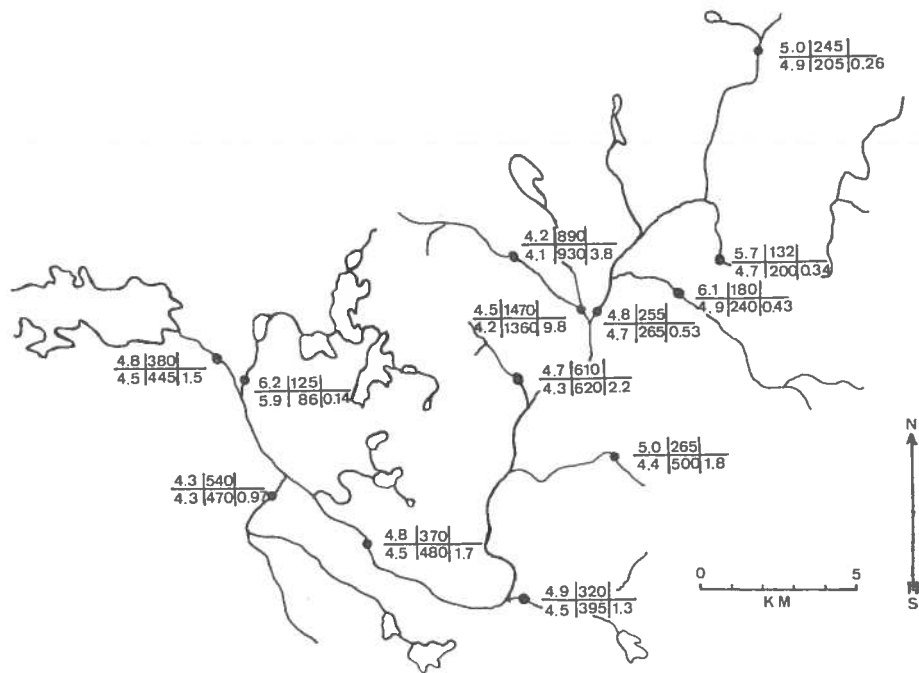 5.0 | 245 |
4.9 | 205 | 0.26
4.2 | 890 |
4.1 | 930 | 3.8
5.7 | 132 |
4.7 | 200 | 0.34
6.1 | 180 |
4.9 | 240 | 0.43
4.5 | 1470 |
4.2 | 1360 | 9.8
4.8 | 255 |
4.7 | 265 | 0.53
4.8 | 380 |
4.5 | 445 | 1.5
6.2 | 125 |
5.9 | 86 | 0.14
4.7 | 610 |
4.3 | 620 | 2.2
5.0 | 265 |
4.4 | 500 | 1.8
4.3 | 540 |
4.3 | 470 | 0.97
4.8 | 370 |
4.5 | 480 | 1.7
4.9 | 320 |
4.5 | 395 | 1.3
N
S
0 5
KM